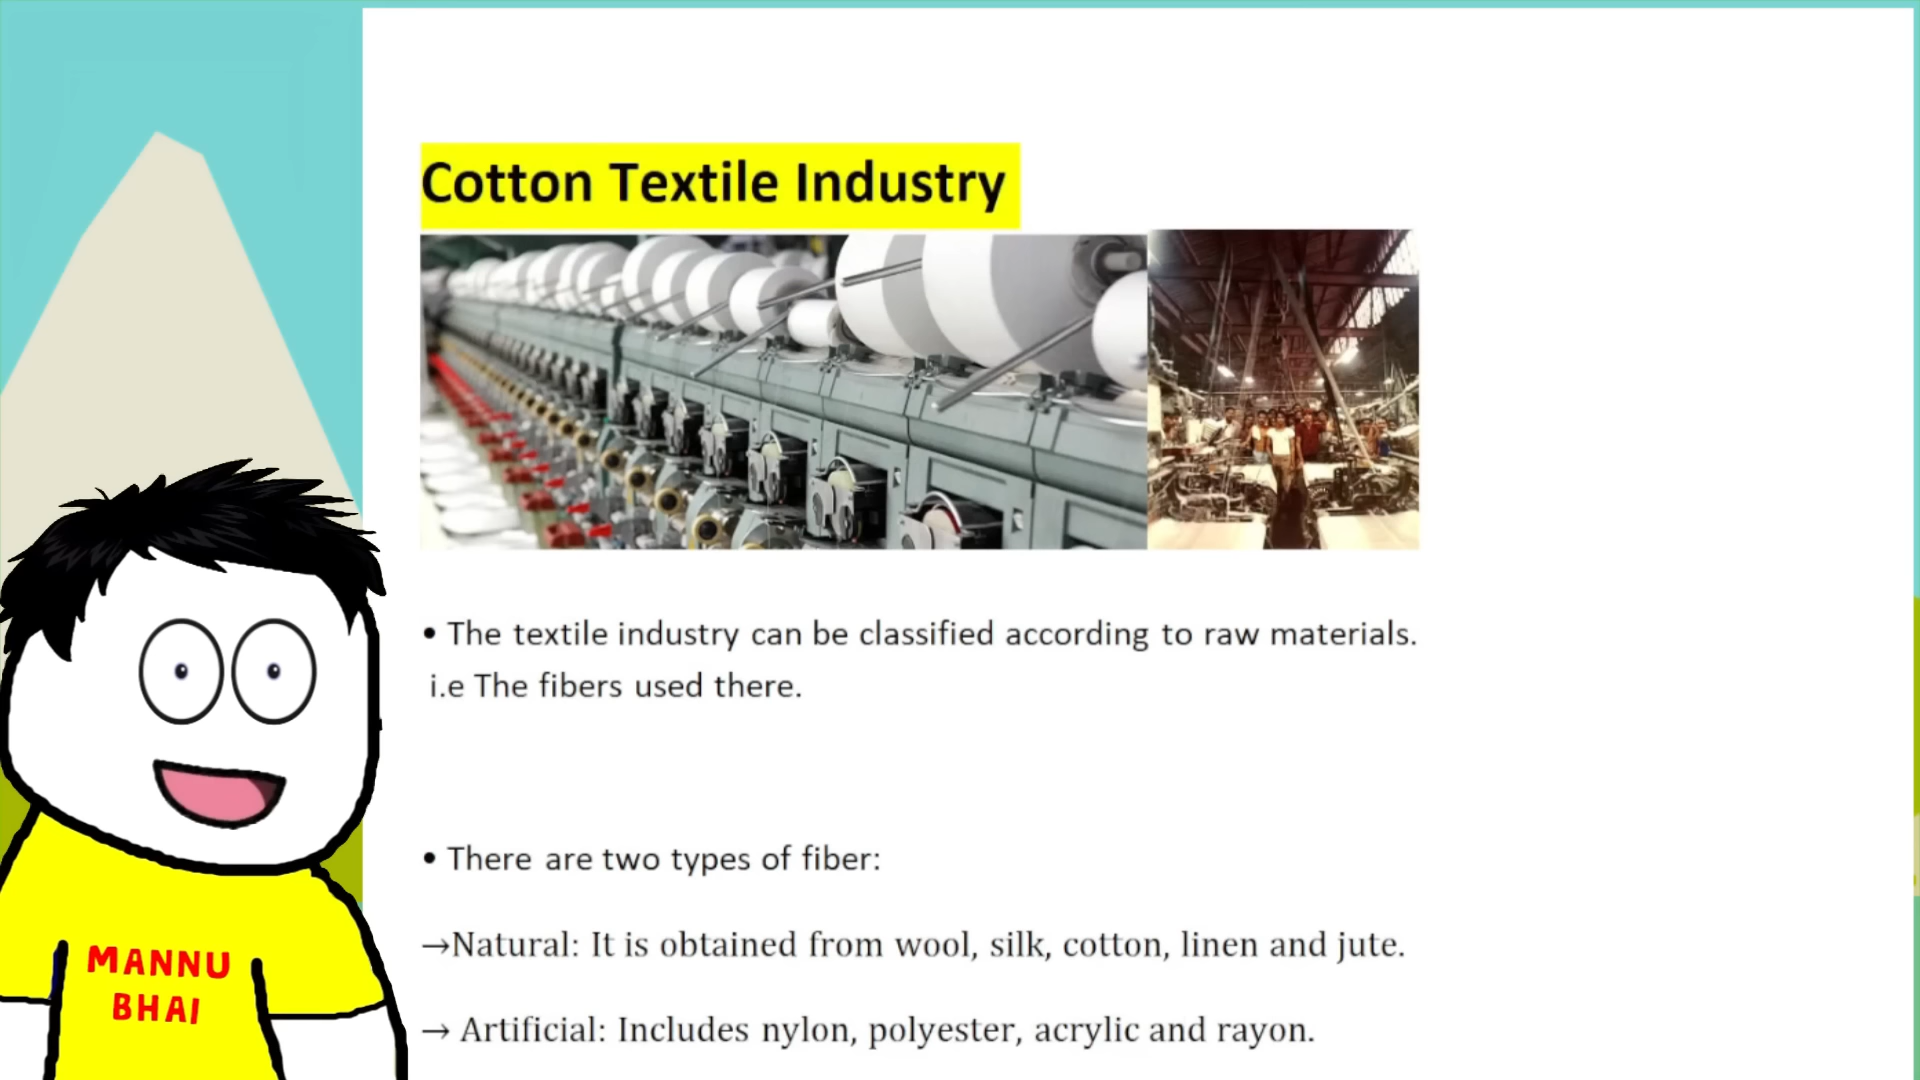 Cotton Textile Industry
• The textile industry can be classified according to raw materials.
i.e The fibers used there.
• There are two types of fiber:
→Natural: It is obtained from wool, silk, cotton, linen and jute.
→ Artificial: Includes nylon, polyester, acrylic and rayon.
MANNU
BHAI